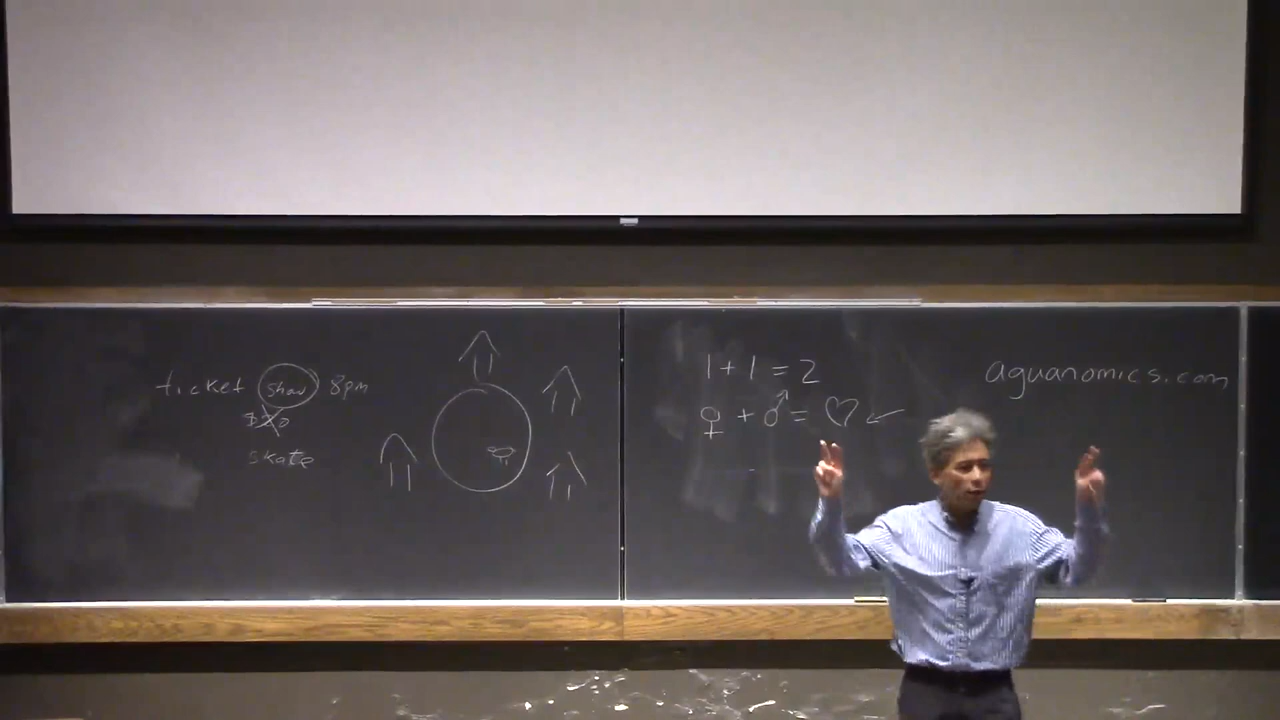 ticket show 8pm
$20
skate
1 + 1 = 2
♀ + ♂ = ♡ ←
aguanomics.com